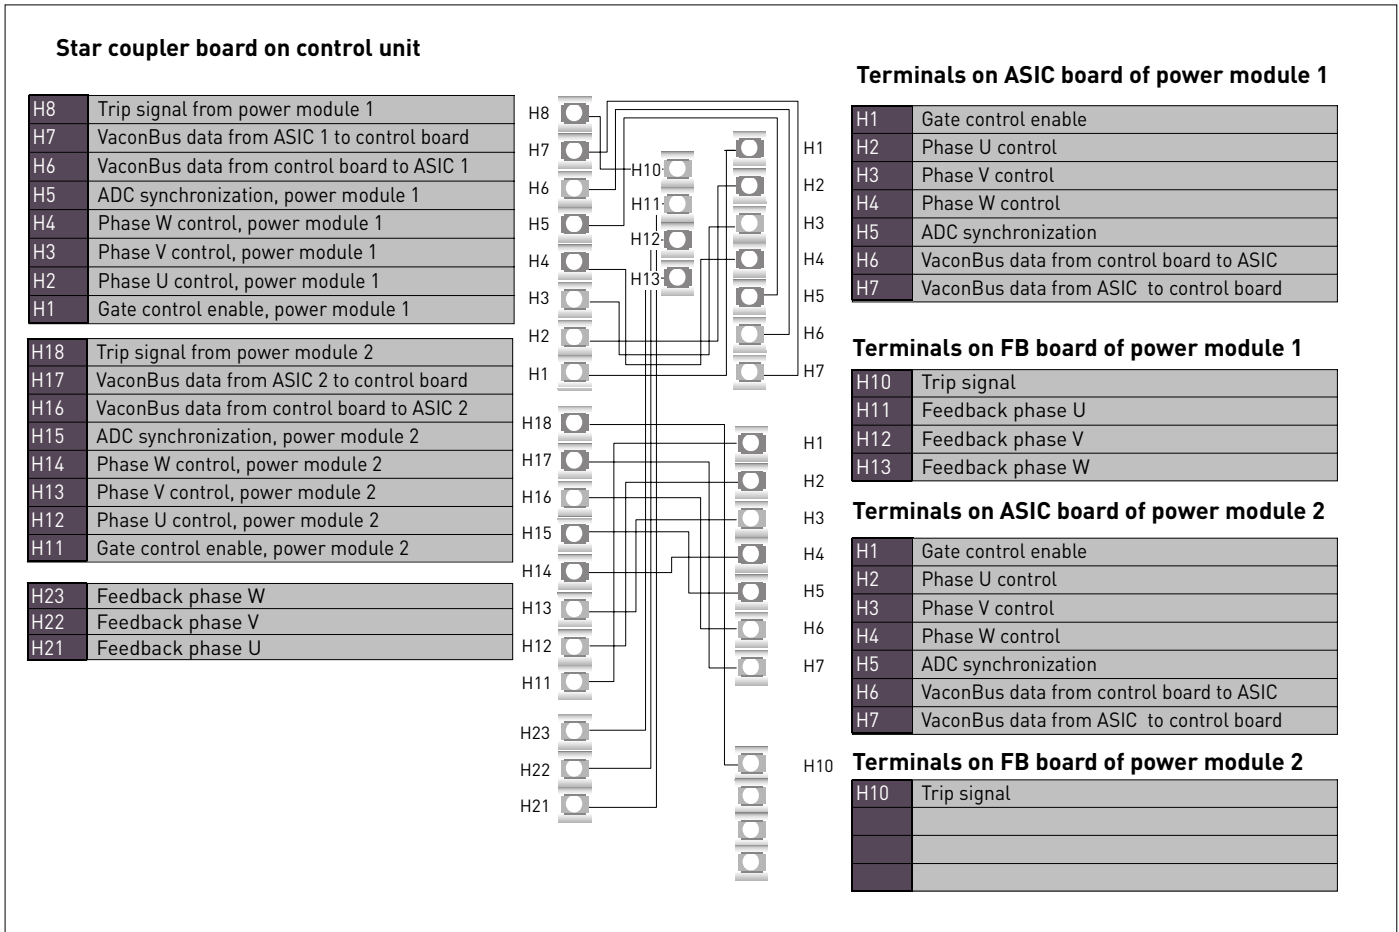 Star coupler board on control unit
H8 Trip signal from power module 1
H7 VaconBus data from ASIC 1 to control board
H6 VaconBus data from control board to ASIC 1
H5 ADC synchronization, power module 1
H4 Phase W control, power module 1
H3 Phase V control, power module 1
H2 Phase U control, power module 1
H1 Gate control enable, power module 1
H18 Trip signal from power module 2
H17 VaconBus data from ASIC 2 to control board
H16 VaconBus data from control board to ASIC 2
H15 ADC synchronization, power module 2
H14 Phase W control, power module 2
H13 Phase V control, power module 2
H12 Phase U control, power module 2
H11 Gate control enable, power module 2
H23 Feedback phase W
H22 Feedback phase V
H21 Feedback phase U
H8
H7
H6
H5
H4
H3
H2
H1
H18
H17
H16
H15
H14
H13
H12
H11
H23
H22
H21
H10
H11
H12
H13
H1
H2
H3
H4
H5
H6
H7
H1
H2
H3
H4
H5
H6
H7
H10
Terminals on ASIC board of power module 1
H1 Gate control enable
H2 Phase U control
H3 Phase V control
H4 Phase W control
H5 ADC synchronization
H6 VaconBus data from control board to ASIC
H7 VaconBus data from ASIC to control board
Terminals on FB board of power module 1
H10 Trip signal
H11 Feedback phase U
H12 Feedback phase V
H13 Feedback phase W
Terminals on ASIC board of power module 2
H1 Gate control enable
H2 Phase U control
H3 Phase V control
H4 Phase W control
H5 ADC synchronization
H6 VaconBus data from control board to ASIC
H7 VaconBus data from ASIC to control board
Terminals on FB board of power module 2
H10 Trip signal